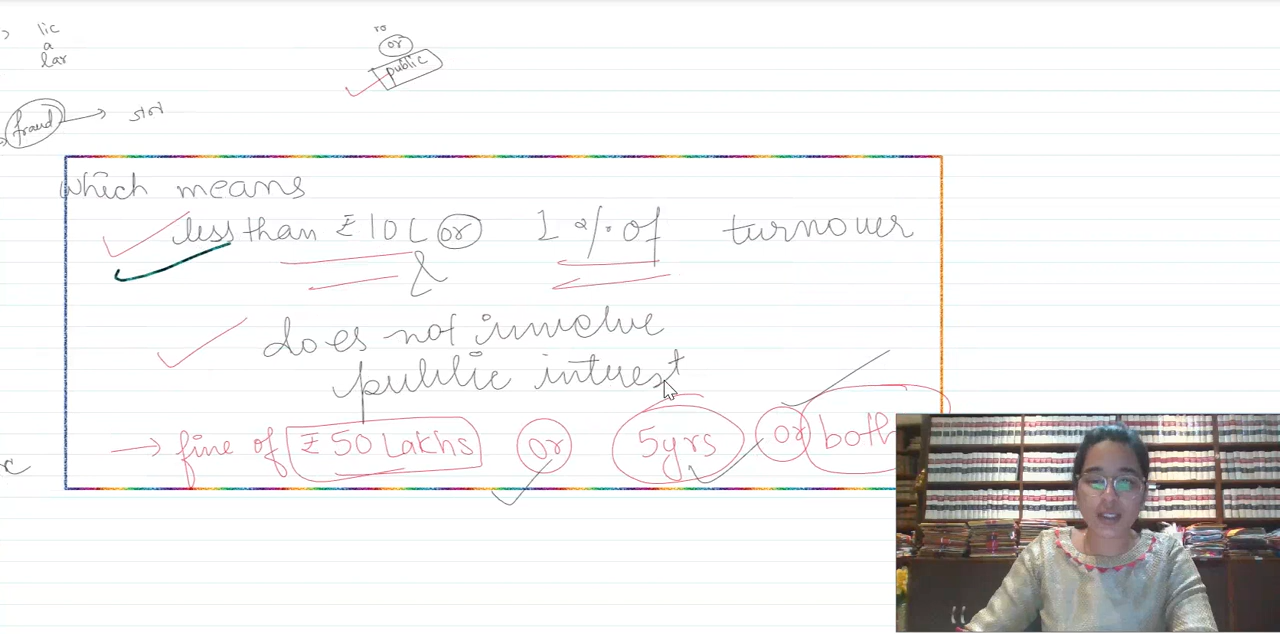 lic
a
lar
or
public
fraud
which means
less than ₹10L or 1% of turnover
&
does not involve
public interest
→ fine of ₹50 Lakhs or 5yrs or both